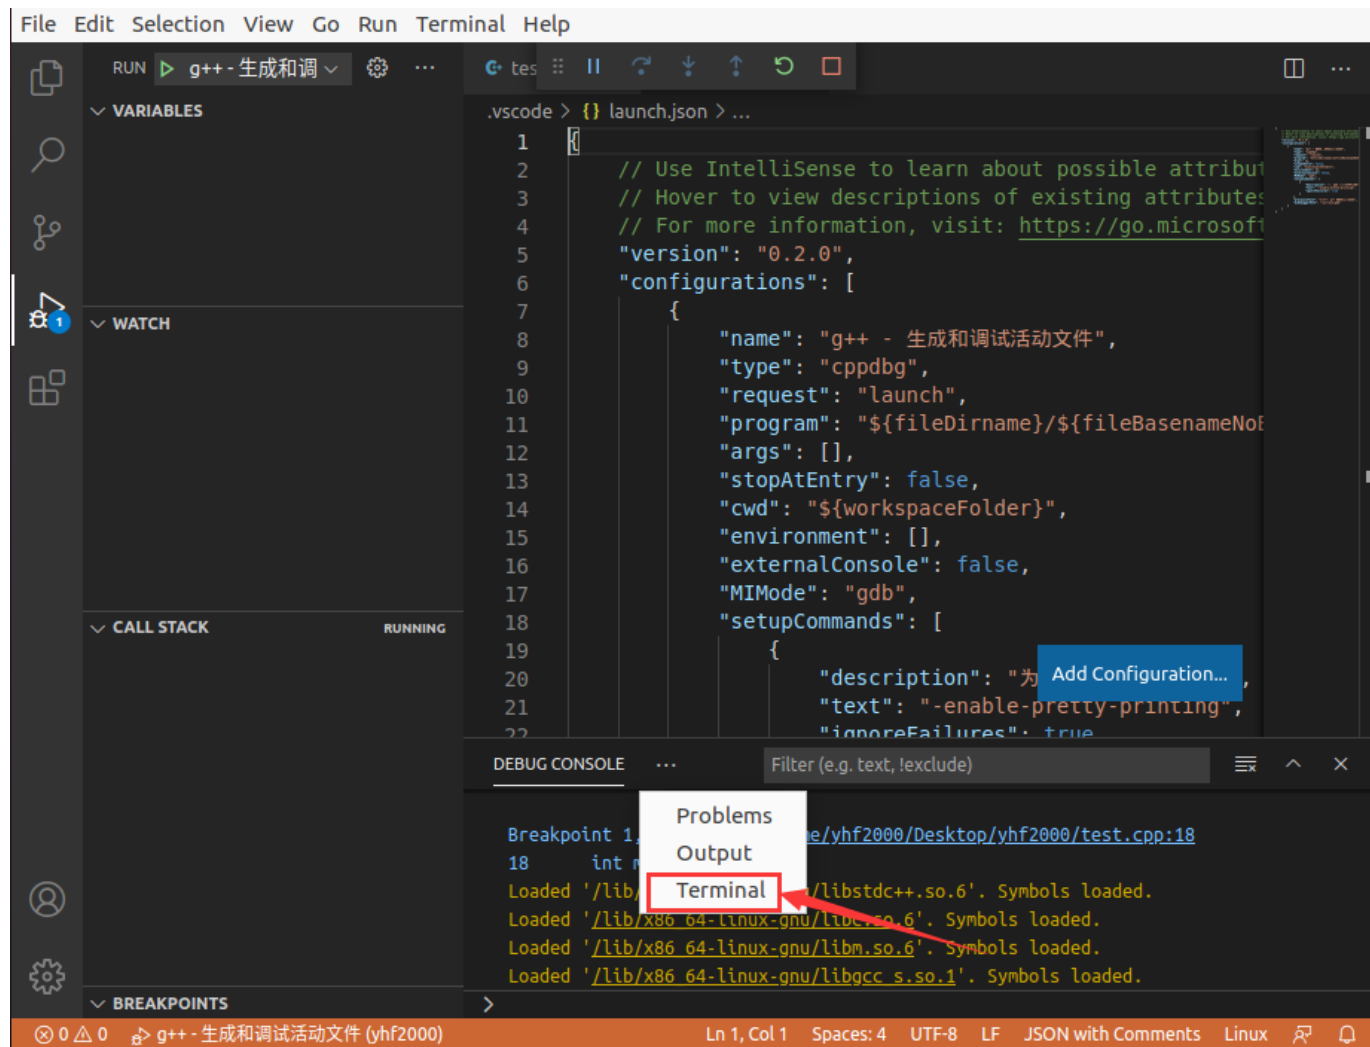 File Edit Selection View Go Run Terminal Help
RUN g++ - 生成和调
tes
VARIABLES
.vscode > {} launch.json > ...
1 {
2 // Use IntelliSense to learn about possible attribut
3 // Hover to view descriptions of existing attributes
4 // For more information, visit: https://go.microsoft
5 "version": "0.2.0",
6 "configurations": [
7 {
WATCH
8 "name": "g++ - 生成和调试活动文件",
9 "type": "cppdbg",
10 "request": "launch",
11 "program": "${fileDirname}/${fileBasenameNoE
12 "args": [],
13 "stopAtEntry": false,
14 "cwd": "${workspaceFolder}",
15 "environment": [],
16 "externalConsole": false,
17 "MIMode": "gdb",
CALL STACK RUNNING
18 "setupCommands": [
19 {
20 "description": "为 ,
Add Configuration...
21 "text": "-enable-pretty-printing",
22 "ignoreFailures": true
DEBUG CONSOLE ... Filter (e.g. text, !exclude)
Problems
Output
Terminal
Breakpoint 1, e/yhf2000/Desktop/yhf2000/test.cpp:18
18 int m
Loaded '/lib/ u/libstdc++.so.6'. Symbols loaded.
Loaded '/lib/x86_64-linux-gnu/libc.so.6'. Symbols loaded.
Loaded '/lib/x86_64-linux-gnu/libm.so.6'. Symbols loaded.
Loaded '/lib/x86_64-linux-gnu/libgcc_s.so.1'. Symbols loaded.
BREAKPOINTS
>
1
0 0 g++ - 生成和调试活动文件 (yhf2000) Ln 1, Col 1 Spaces: 4 UTF-8 LF JSON with Comments Linux